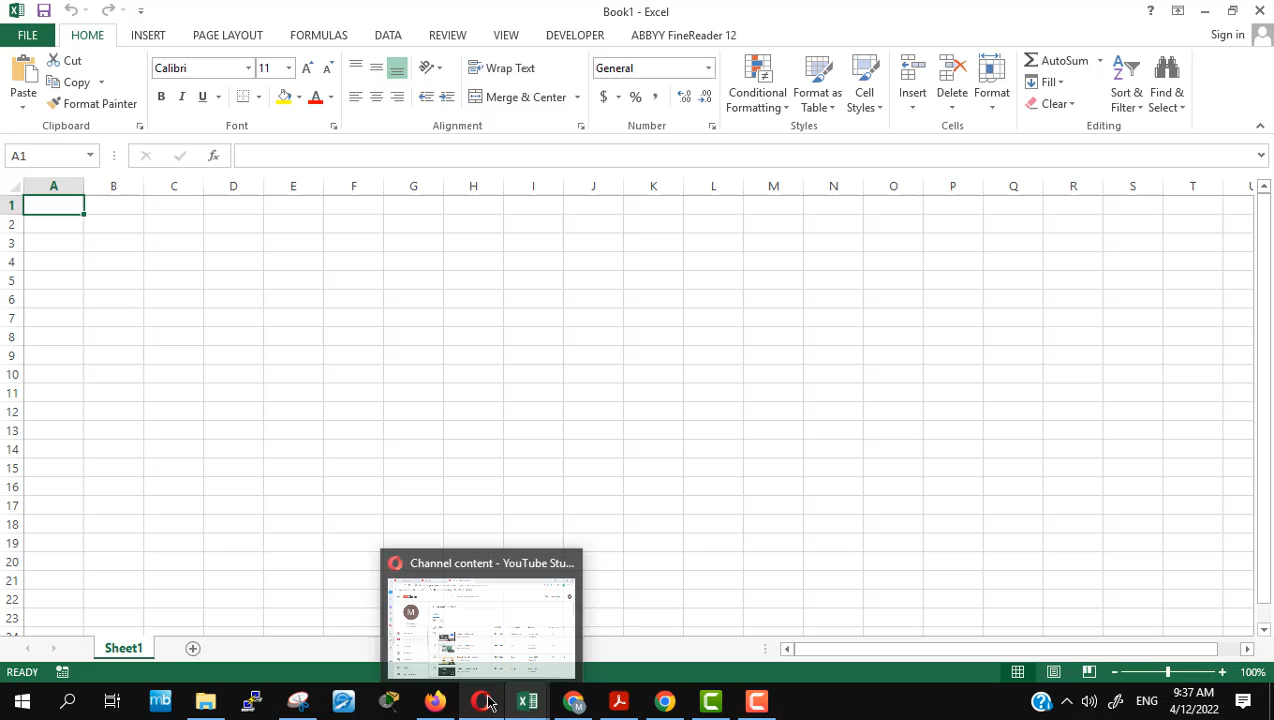 Book1 - Excel
Sign in
FILE HOME INSERT PAGE LAYOUT FORMULAS DATA REVIEW VIEW DEVELOPER ABBYY FineReader 12
Paste
Cut
Copy
Format Painter
Clipboard
Calibri 11
B I U
A A A
Font
Wrap Text
Merge & Center
Alignment
General
$ % ,
Number
Conditional Formatting
Format as Table
Cell Styles
Styles
Insert
Delete
Format
Cells
AutoSum
Fill
Clear
Sort & Filter
Find & Select
Editing
A1
fx
A B C D E F G H I J K L M N O P Q R S T U
1
2
3
4
5
6
7
8
9
10
11
12
13
14
15
16
17
18
19
20
21
22
23
Channel content - YouTube Stu...
M
Sheet1
READY
100%
mb
M
ENG
9:37 AM
4/12/2022